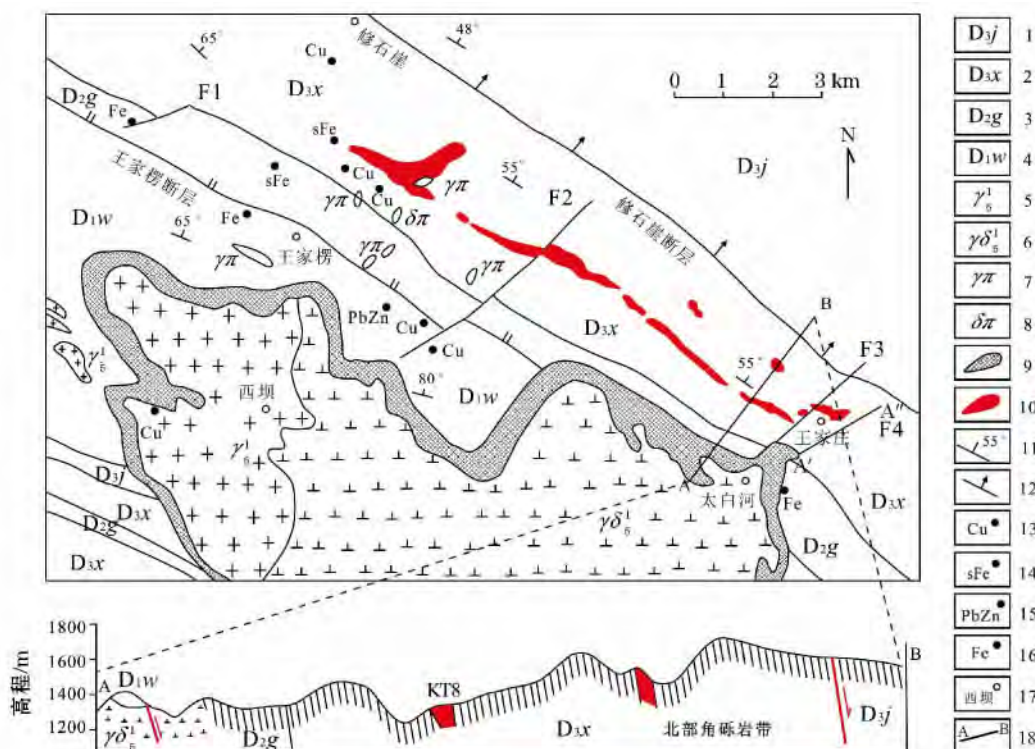 修石崖
48°
65°
Cu
D₃x
0 1 2 3 km
N
D₂g
Fe
F1
sFe
sFe
Cu
Cu
γπ
γπ
δπ
55°
F2
D₃j
修石崖断层
王家楞断层
Fe
D₁w
65°
γπ
王家楞
γπ
γπ
PbZn
Cu
Cu
80°
D₁w
D₃x
B
55°
F3
A″
F4
王家庄
A′
A
太白河
Fe
D₃x
D₂g
西坝
Cu
D₃j
D₃x
D₂g
D₃x
高程/m
1800
1600
1400
1200
A
D₁w
D₂g
KT8
D₃x
北部角砾岩带
D₃j
B
D₃j 1
D₃x 2
D₂g 3
D₁w 4
5
6
γπ 7
δπ 8
9
10
55° 11
12
Cu 13
sFe 14
PbZn 15
Fe 16
西坝 17
A B 18